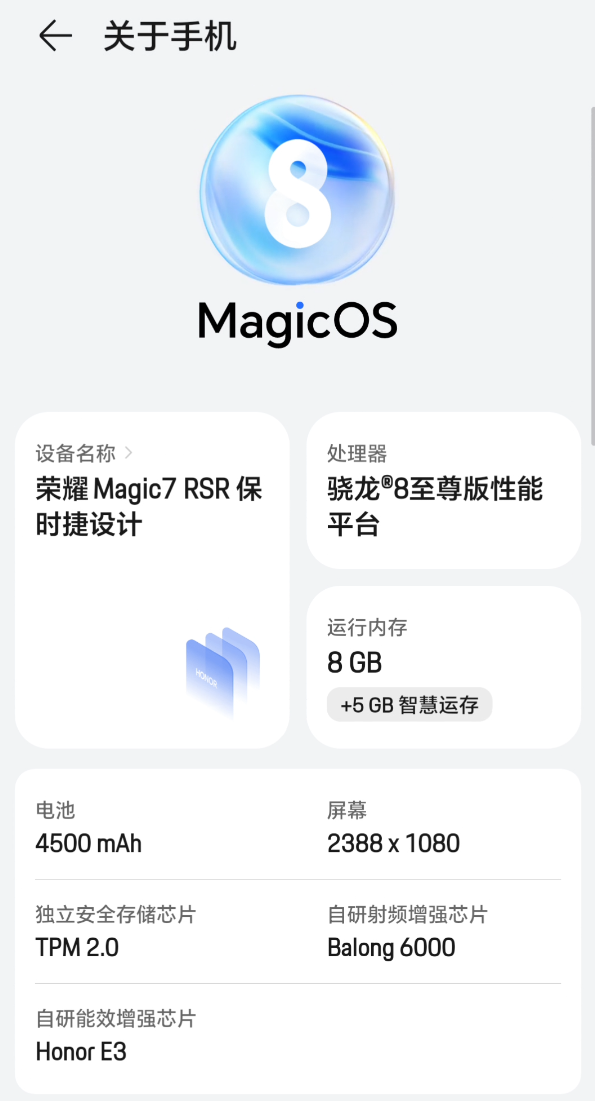 关于手机
8
MagicOS
设备名称
荣耀 Magic7 RSR 保
时捷设计
HONOR
处理器
骁龙®8至尊版性能
平台
运行内存
8 GB
+5 GB 智慧运存
电池
4500 mAh
屏幕
2388 x 1080
独立安全存储芯片
TPM 2.0
自研射频增强芯片
Balong 6000
自研能效增强芯片
Honor E3